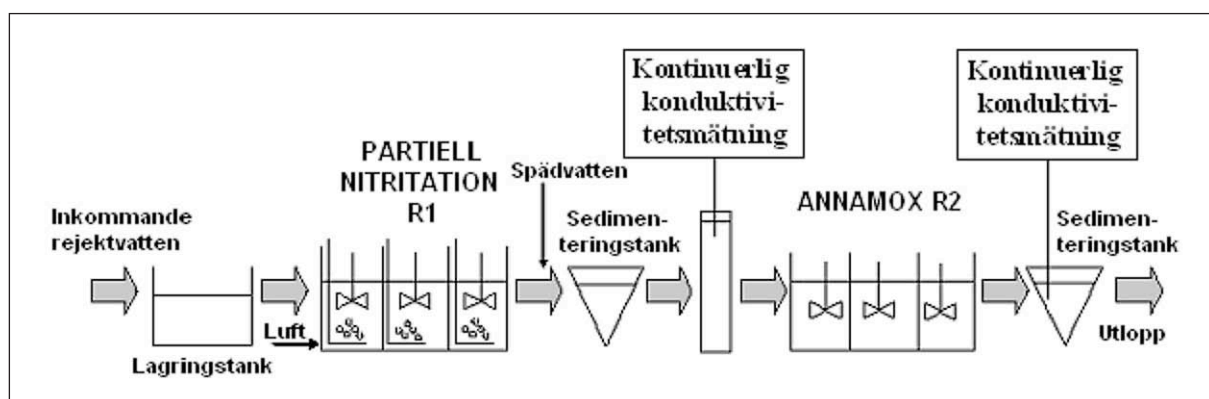 Inkommande
rejektvatten
Lagringstank
Luft
PARTIELL
NITRITATION
R1
Spädvatten
Sedimen-
teringstank
Kontinuerlig
konduktivi-
tetsmätning
ANNAMOX R2
Kontinuerlig
konduktivi-
tetsmätning
Sedimen-
teringstank
Utlopp